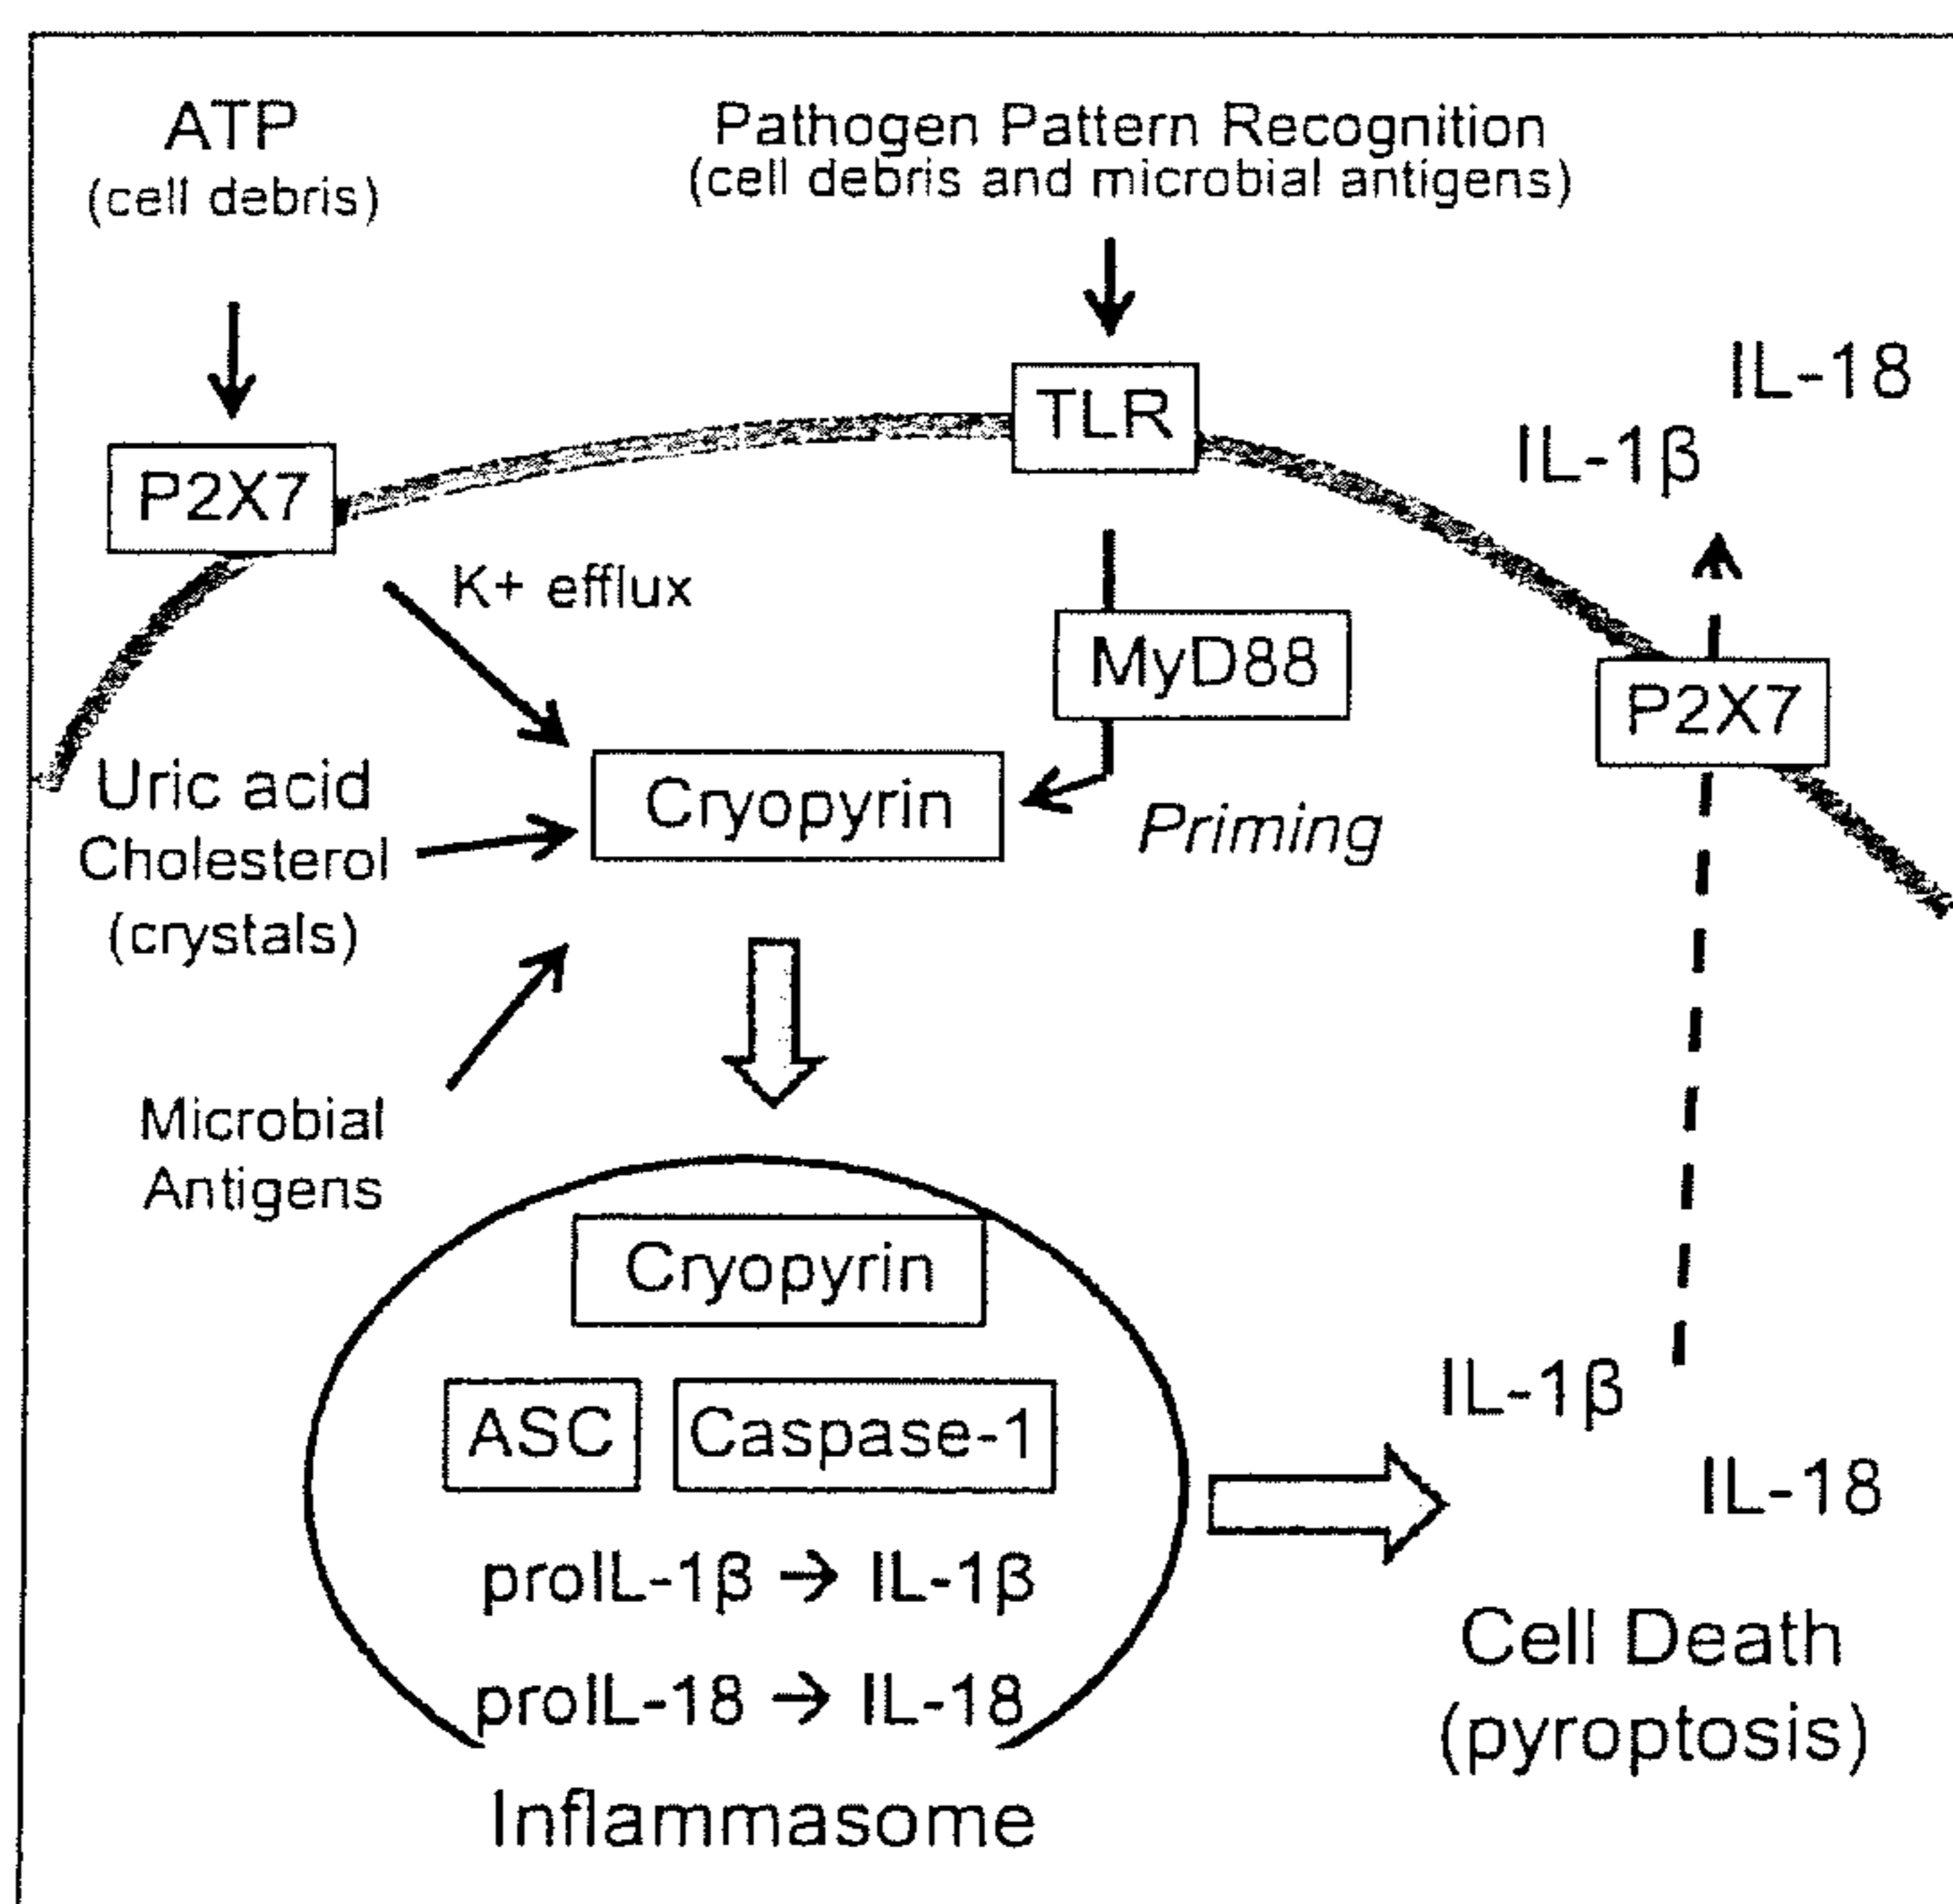 ATP
(cell debris)
Pathogen Pattern Recognition
(cell debris and microbial antigens)
TLR
IL-18
IL-1β
P2X7
K+ efflux
MyD88
P2X7
Uric acid
Cholesterol
(crystals)
Cryopyrin
Priming
Microbial
Antigens
Cryopyrin
ASC
Caspase-1
proIL-1β → IL-1β
proIL-18 → IL-18
Inflammasome
IL-1β
IL-18
Cell Death
(pyroptosis)